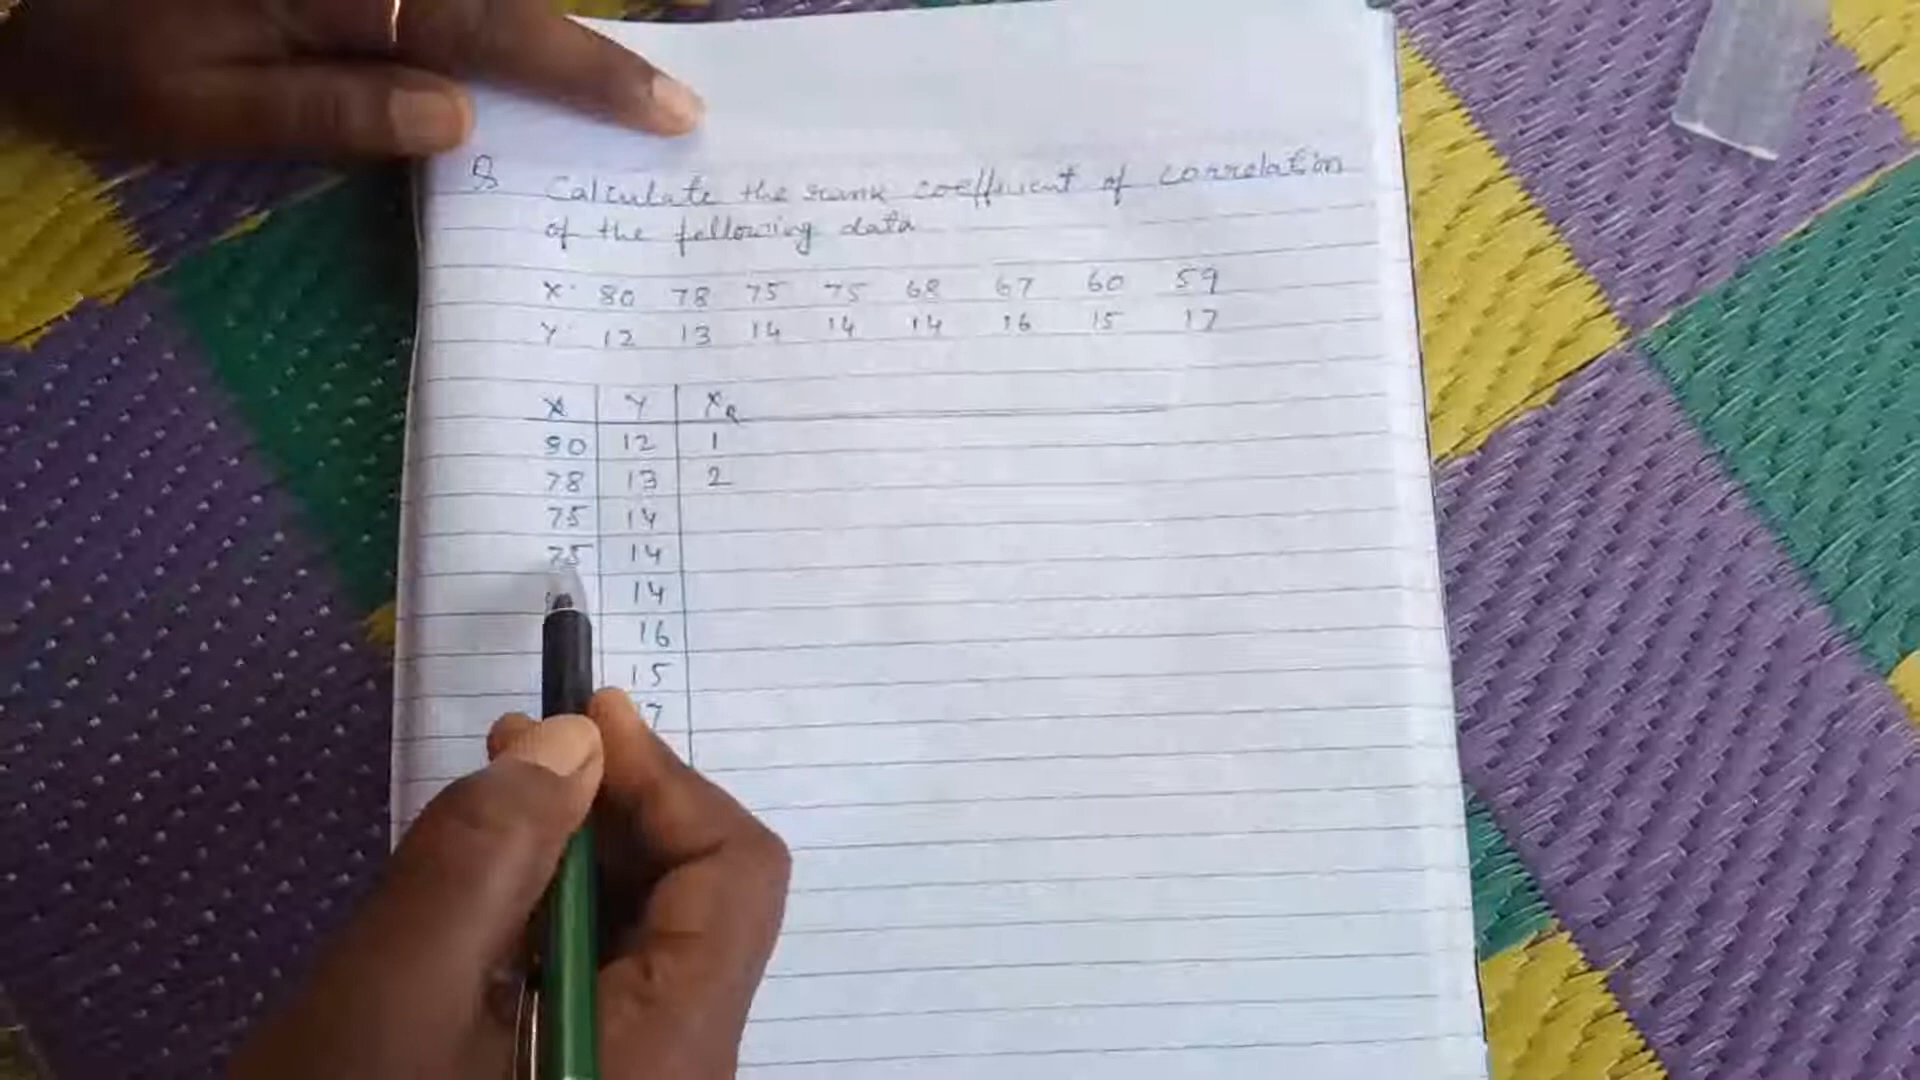 Q Calculate the rank coefficient of correlation
of the following data
X: 80 78 75 75 68 67 60 59
Y: 12 13 14 14 14 16 15 17
X Y X_R
80 12 1
78 13 2
75 14
75 14
14
16
15
7